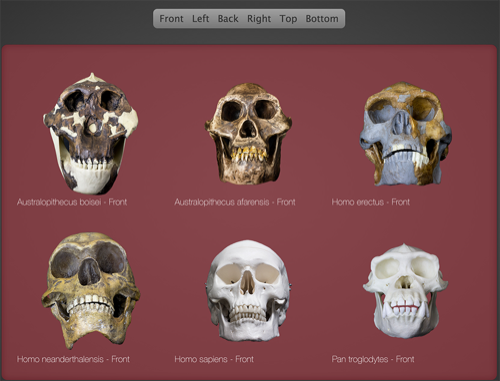 Front Left Back Right Top Bottom
Australopithecus boisei - Front
Australopithecus afarensis - Front
Homo erectus - Front
Homo neanderthalensis - Front
Homo sapiens - Front
Pan troglodytes - Front